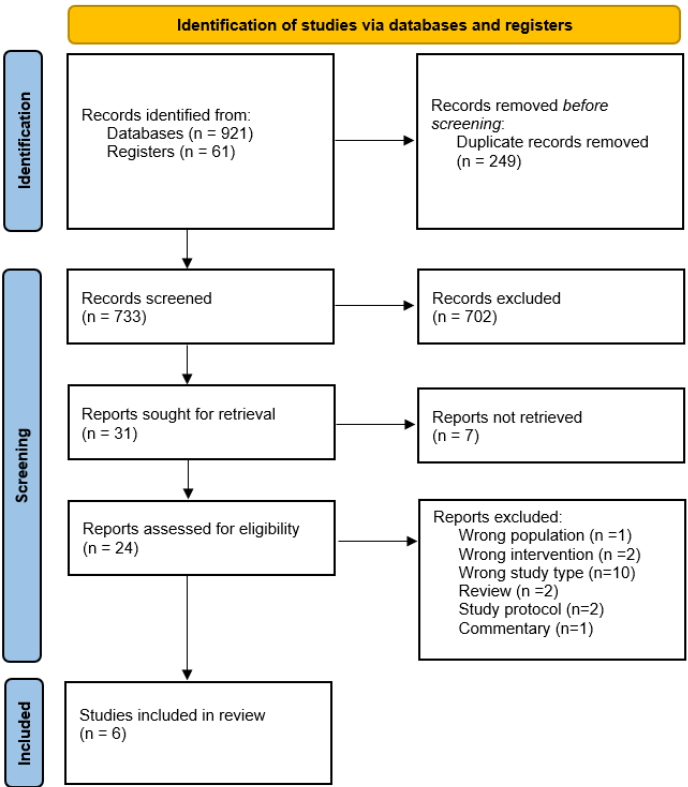 Identification of studies via databases and registers
Identification
Records identified from:
Databases (n = 921)
Registers (n = 61)
Records removed before
screening:
Duplicate records removed
(n = 249)
Screening
Records screened
(n = 733)
Records excluded
(n = 702)
Reports sought for retrieval
(n = 31)
Reports not retrieved
(n = 7)
Reports assessed for eligibility
(n = 24)
Reports excluded:
Wrong population (n =1)
Wrong intervention (n =2)
Wrong study type (n=10)
Review (n =2)
Study protocol (n=2)
Commentary (n=1)
Included
Studies included in review
(n = 6)